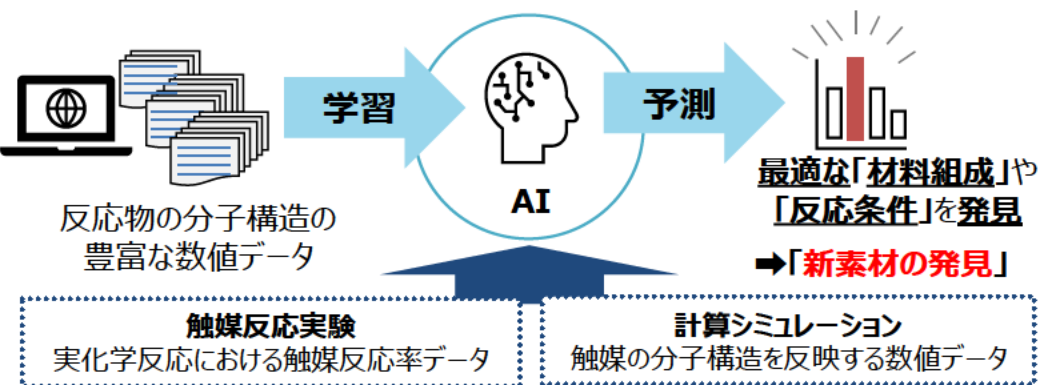 反応物の分子構造の
豊富な数値データ
学習
AI
予測
最適な「材料組成」や
「反応条件」を発見
➡「新素材の発見」
触媒反応実験
実化学反応における触媒反応率データ
計算シミュレーション
触媒の分子構造を反映する数値データ